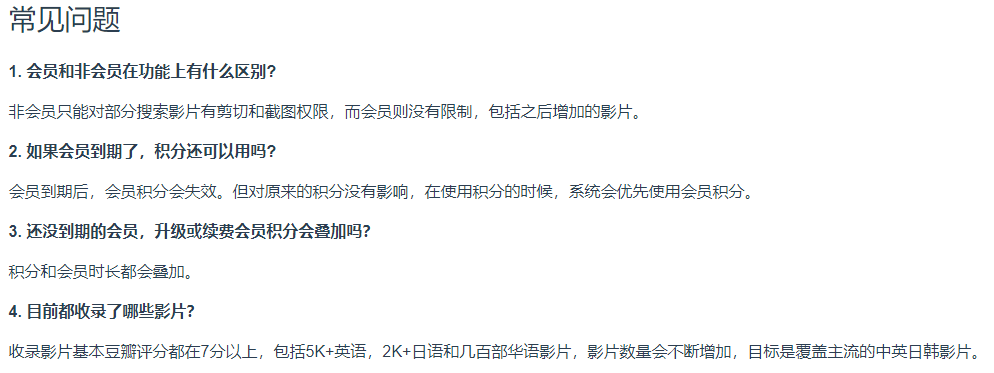 常见问题
1. 会员和非会员在功能上有什么区别?
非会员只能对部分搜索影片有剪切和截图权限，而会员则没有限制，包括之后增加的影片。
2. 如果会员到期了，积分还可以用吗?
会员到期后，会员积分会失效。但对原来的积分没有影响，在使用积分的时候，系统会优先使用会员积分。
3. 还没到期的会员，升级或续费会员积分会叠加吗?
积分和会员时长都会叠加。
4. 目前都收录了哪些影片?
收录影片基本豆瓣评分都在7分以上，包括5K+英语，2K+日语和几百部华语影片，影片数量会不断增加，目标是覆盖主流的中英日韩影片。